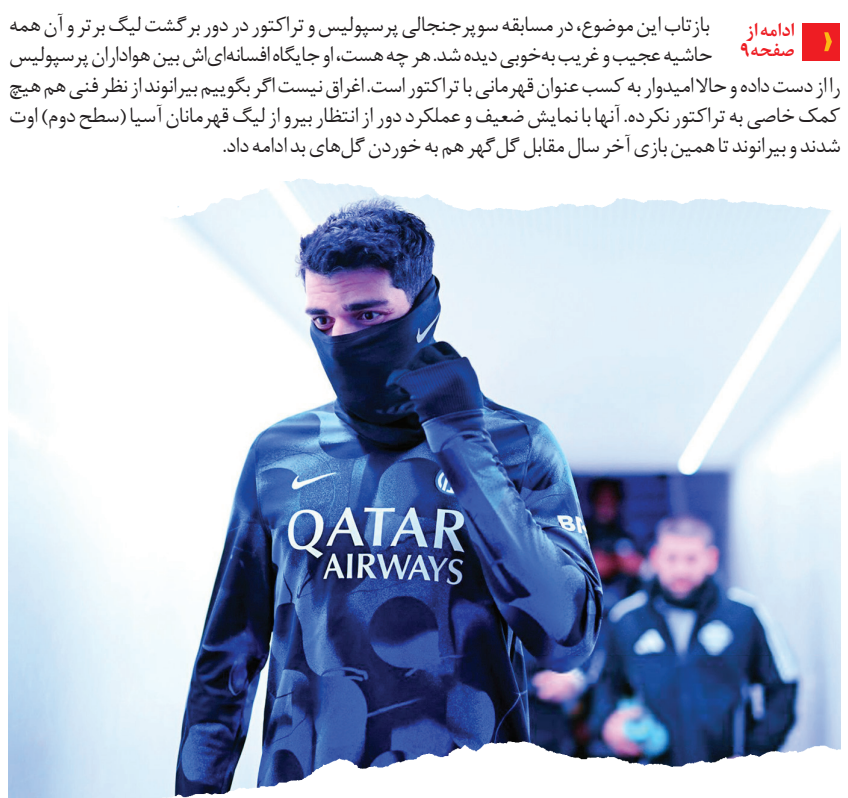 ادامه از
صفحه۹
بازتاب این موضوع، در مسابقه سوپرجنجالی پرسپولیس و تراکتور در دور برگشت لیگ برتر و آن همه
حاشیه عجیب و غریب به‌خوبی دیده شد. هر چه هست، او جایگاه افسانه‌ای‌اش بین هواداران پرسپولیس
را از دست داده و حالا امیدوار به کسب عنوان قهرمانی با تراکتور است. اغراق نیست اگر بگوییم بیرانوند از نظر فنی هم هیچ
کمک خاصی به تراکتور نکرده. آنها با نمایش ضعیف و عملکرد دور از انتظار بیرو از لیگ قهرمانان آسیا (سطح دوم) اوت
شدند و بیرانوند تا همین بازی آخر سال مقابل گل‌گهر هم به خوردن گل‌های بد ادامه داد.
QATAR
AIRWAYS